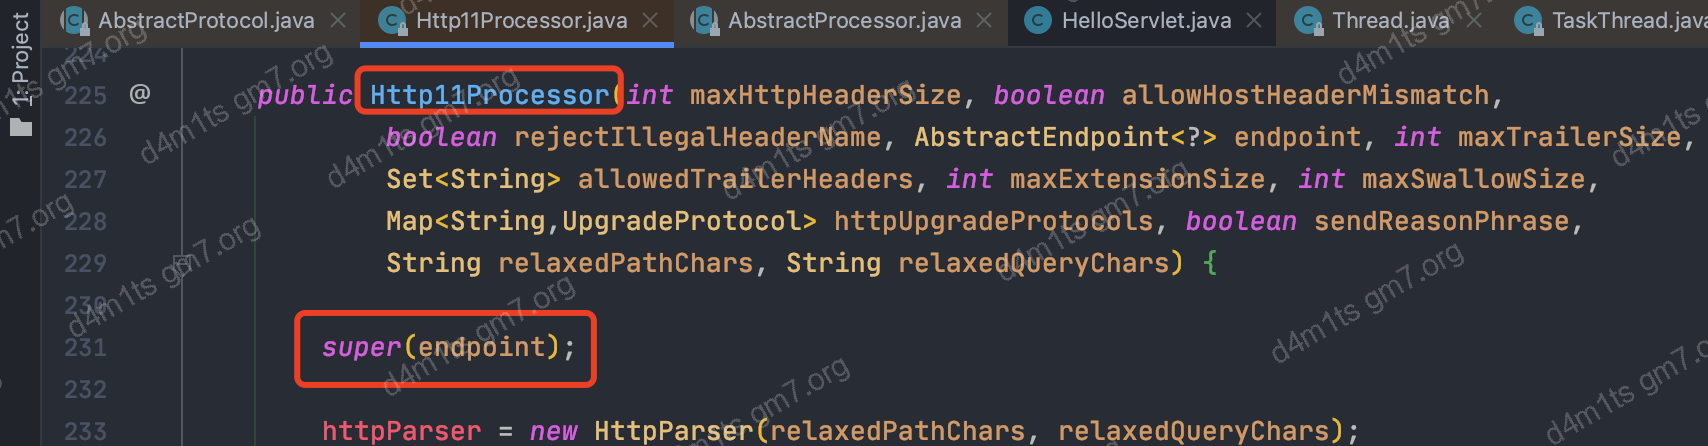 AbstractProtocol.java × Http11Processor.java × AbstractProcessor.java × HelloServlet.java × Thread.java × TaskThread.java
1: Project
224
225 @ public Http11Processor(int maxHttpHeaderSize, boolean allowHostHeaderMismatch,
226 boolean rejectIllegalHeaderName, AbstractEndpoint<?> endpoint, int maxTrailerSize,
227 Set<String> allowedTrailerHeaders, int maxExtensionSize, int maxSwallowSize,
228 Map<String,UpgradeProtocol> httpUpgradeProtocols, boolean sendReasonPhrase,
229 String relaxedPathChars, String relaxedQueryChars) {
230
231 super(endpoint);
232
233 httpParser = new HttpParser(relaxedPathChars, relaxedQueryChars);
d4m1ts gm7.org